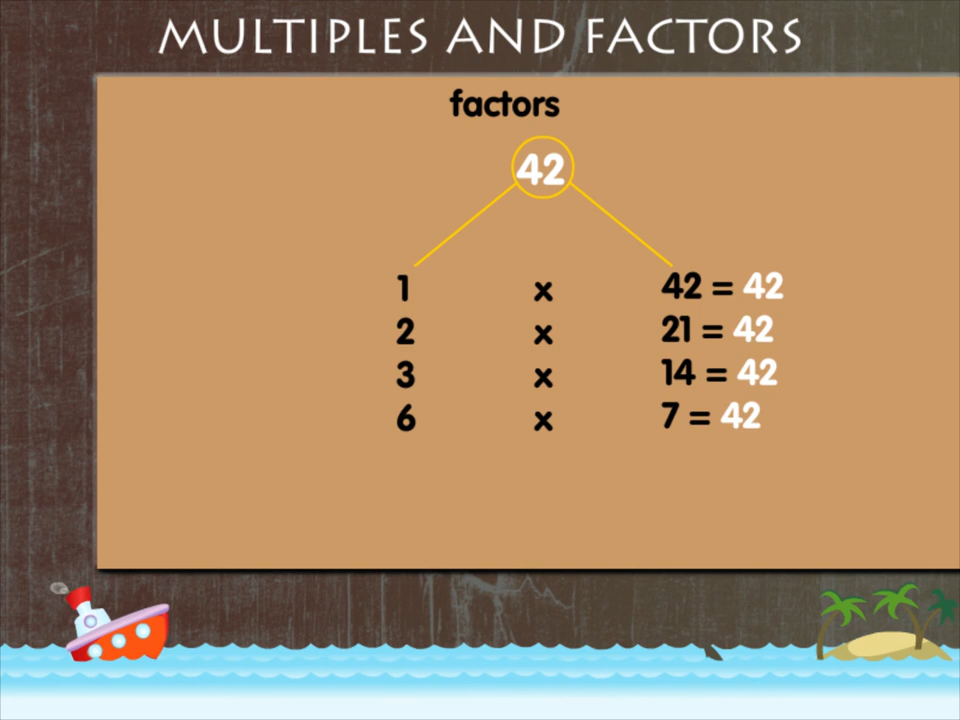 MULTIPLES AND FACTORS
factors
42
1 x 42 = 42
2 x 21 = 42
3 x 14 = 42
6 x 7 = 42